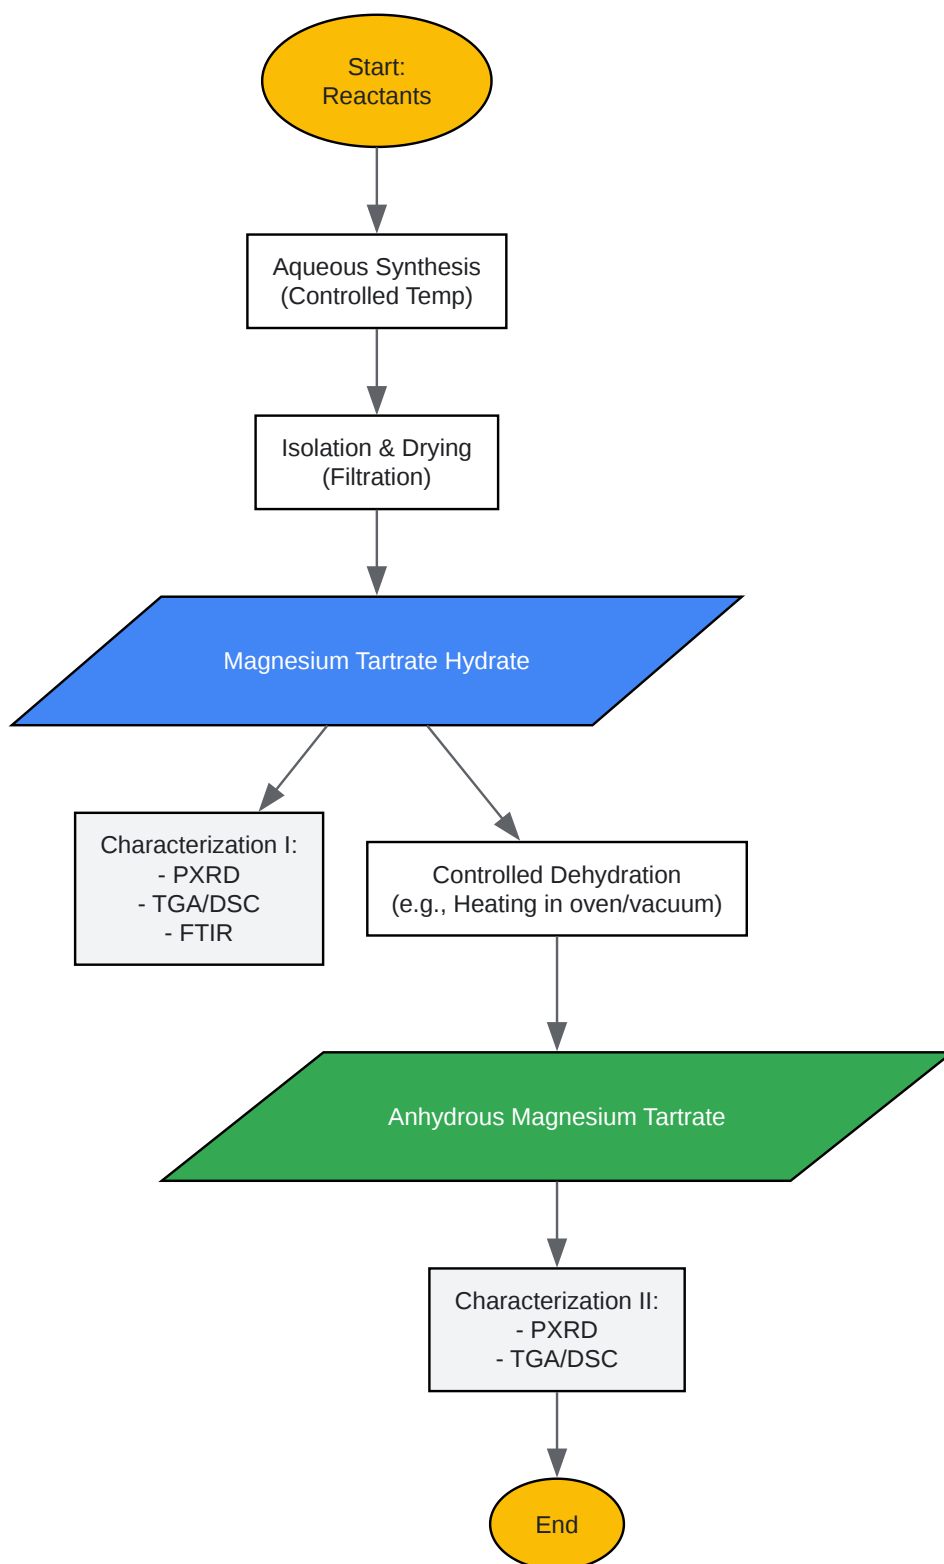 Start:
Reactants
Aqueous Synthesis
(Controlled Temp)
Isolation & Drying
(Filtration)
Magnesium Tartrate Hydrate
Characterization I:
- PXRD
- TGA/DSC
- FTIR
Controlled Dehydration
(e.g., Heating in oven/vacuum)
Anhydrous Magnesium Tartrate
Characterization II:
- PXRD
- TGA/DSC
End